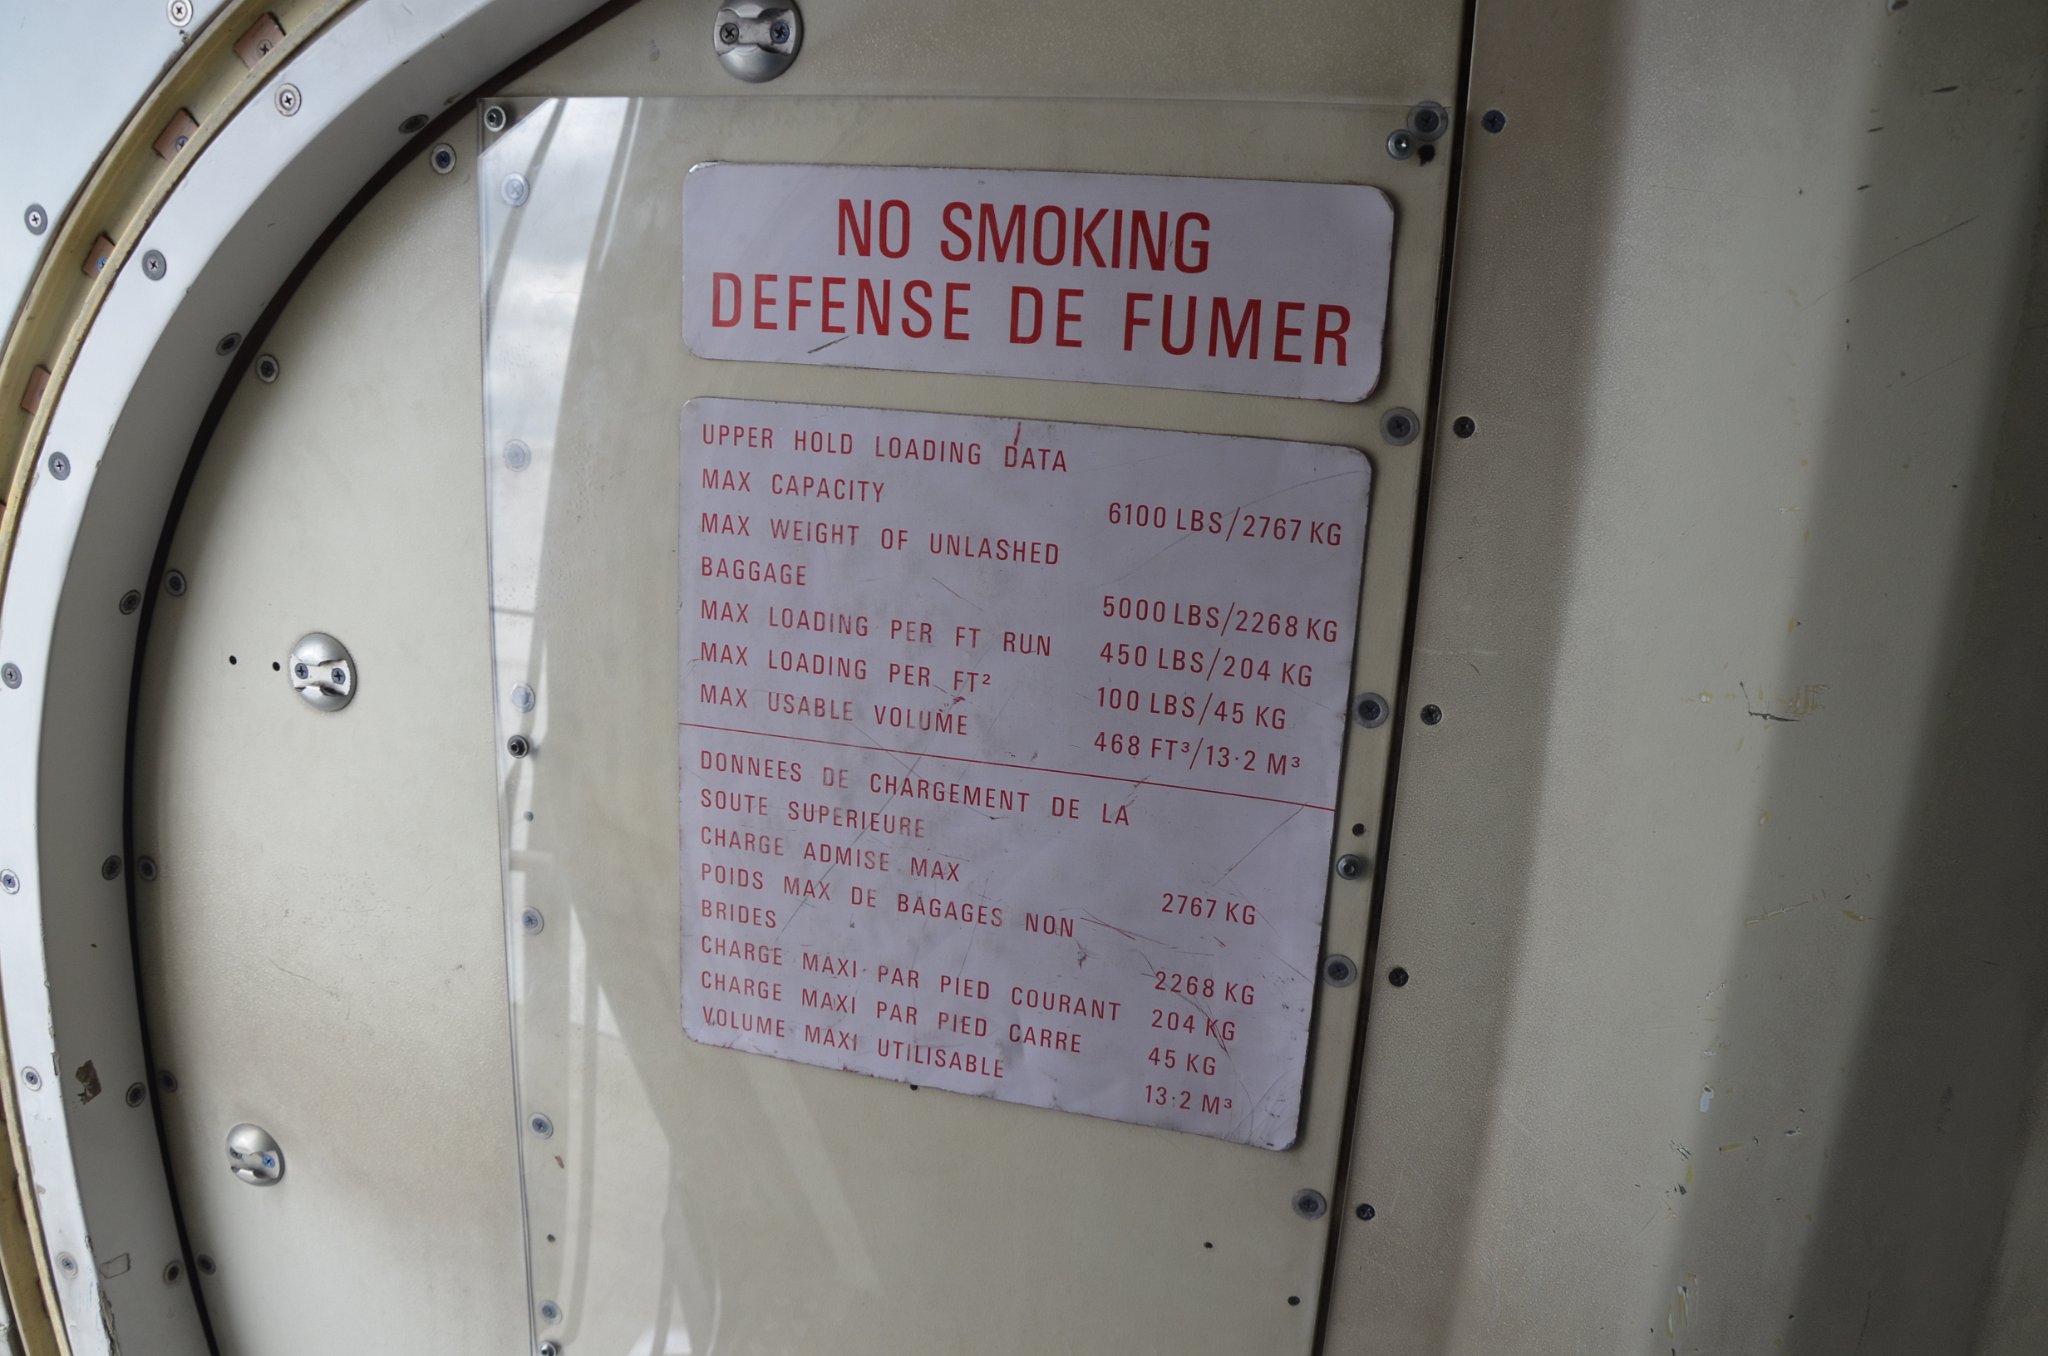 NO SMOKING
DEFENSE DE FUMER
UPPER HOLD LOADING DATA
MAX CAPACITY 6100 LBS/2767 KG
MAX WEIGHT OF UNLASHED
BAGGAGE 5000 LBS/2268 KG
MAX LOADING PER FT RUN 450 LBS/204 KG
MAX LOADING PER FT² 100 LBS/45 KG
MAX USABLE VOLUME 468 FT³/13·2 M³
DONNEES DE CHARGEMENT DE LA
SOUTE SUPERIEURE
CHARGE ADMISE MAX 2767 KG
POIDS MAX DE BAGAGES NON
BRIDES 2268 KG
CHARGE MAXI PAR PIED COURANT 204 KG
CHARGE MAXI PAR PIED CARRE 45 KG
VOLUME MAXI UTILISABLE 13·2 M³